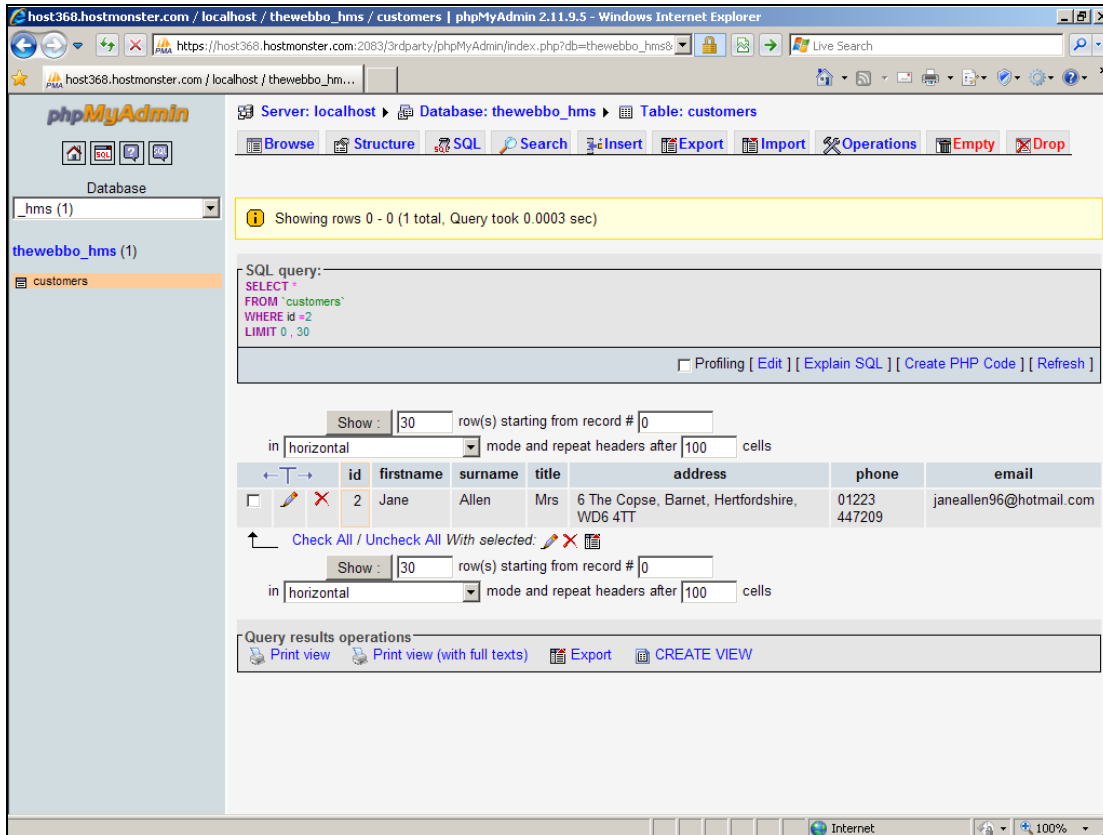 host368.hostmonster.com / localhost / thewebbo_hms / customers | phpMyAdmin 2.11.9.5 - Windows Internet Explorer
https://host368.hostmonster.com:2083/3rdparty/phpMyAdmin/index.php?db=thewebbo_hms& Live Search
host368.hostmonster.com / localhost / thewebbo_hm...
phpMyAdmin
Database
_hms (1)
thewebbo_hms (1)
customers
Server: localhost Database: thewebbo_hms Table: customers
Browse Structure SQL Search Insert Export Import Operations Empty Drop
Showing rows 0 - 0 (1 total, Query took 0.0003 sec)
SQL query:
SELECT *
FROM `customers`
WHERE id =2
LIMIT 0 , 30
Profiling [ Edit ] [ Explain SQL ] [ Create PHP Code ] [ Refresh ]
Show : 30 row(s) starting from record # 0
in horizontal mode and repeat headers after 100 cells
←T→ id firstname surname title address phone email
2 Jane Allen Mrs 6 The Copse, Barnet, Hertfordshire, 01223 janeallen96@hotmail.com
WD6 4TT 447209
Check All / Uncheck All With selected:
Show : 30 row(s) starting from record # 0
in horizontal mode and repeat headers after 100 cells
Query results operations
Print view Print view (with full texts) Export CREATE VIEW
Internet 100%